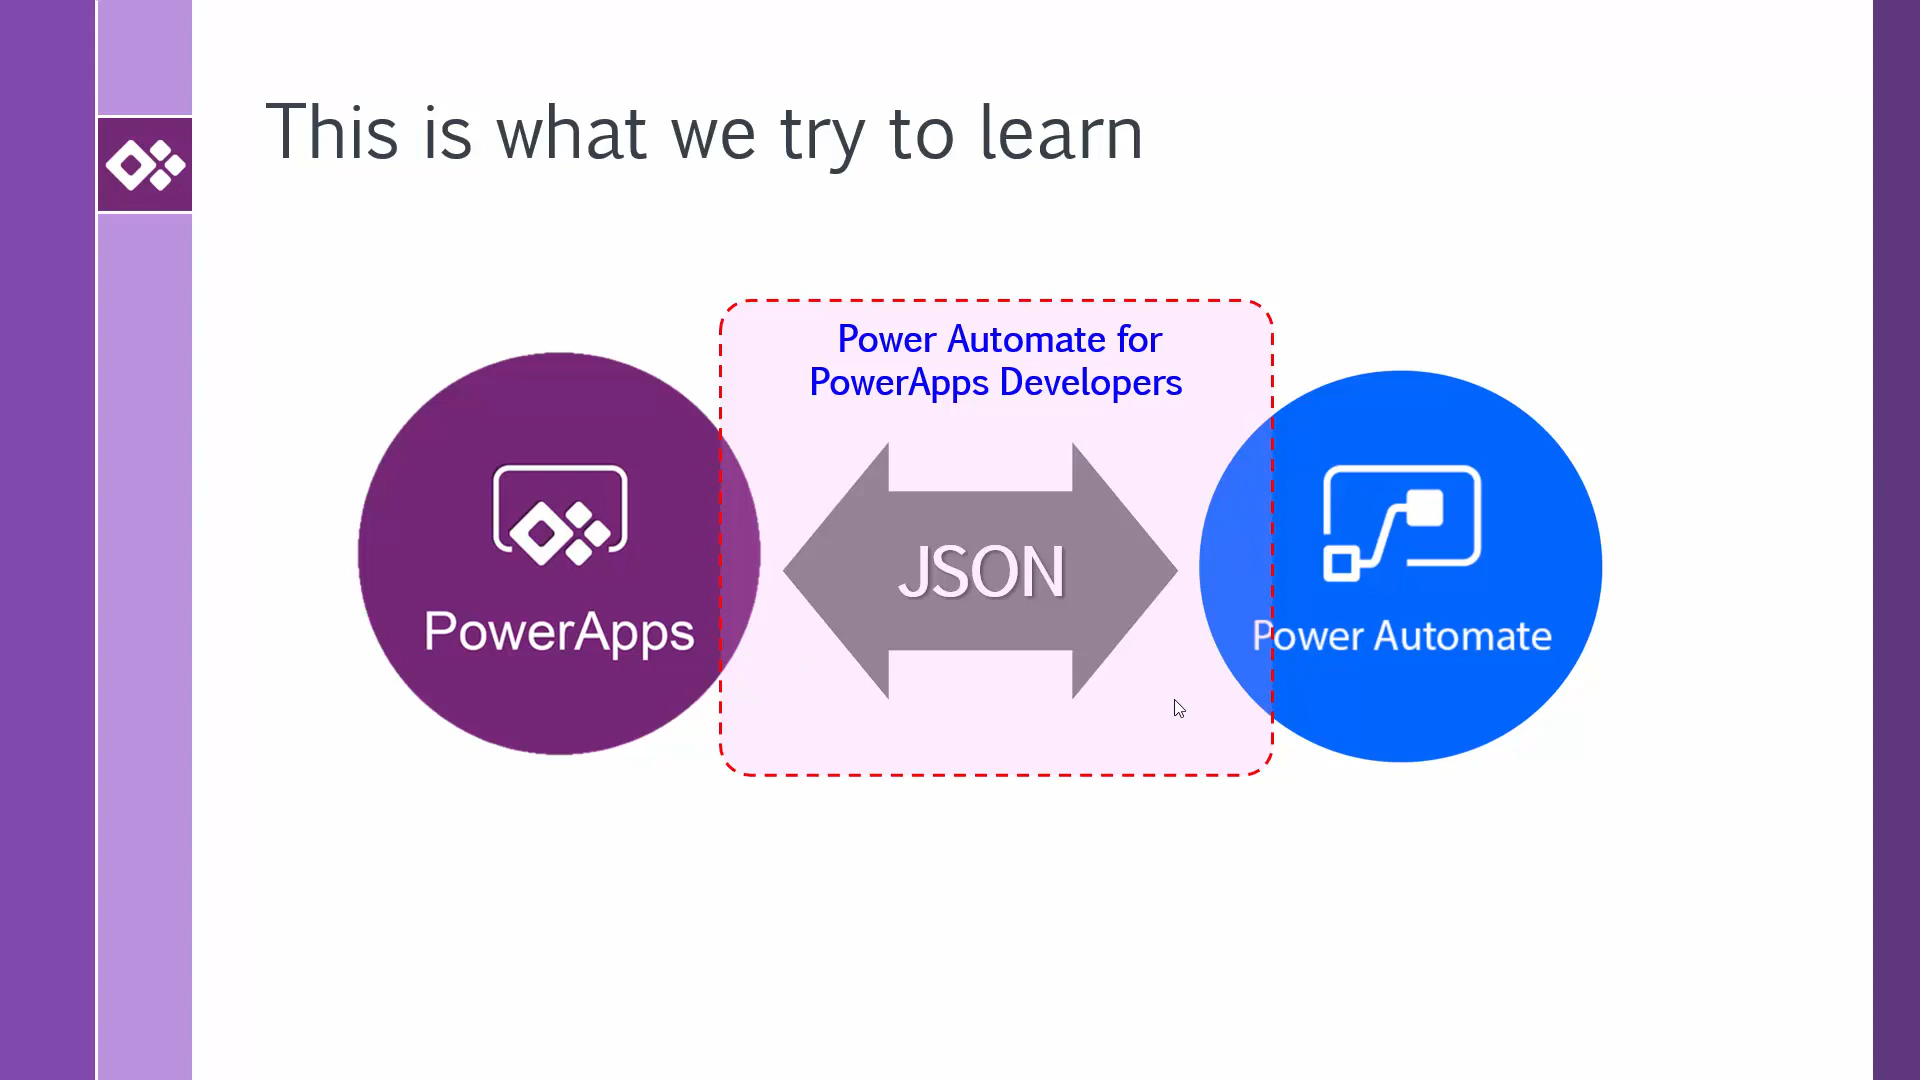 This is what we try to learn
Power Automate for
PowerApps Developers
JSON
PowerApps
Power Automate